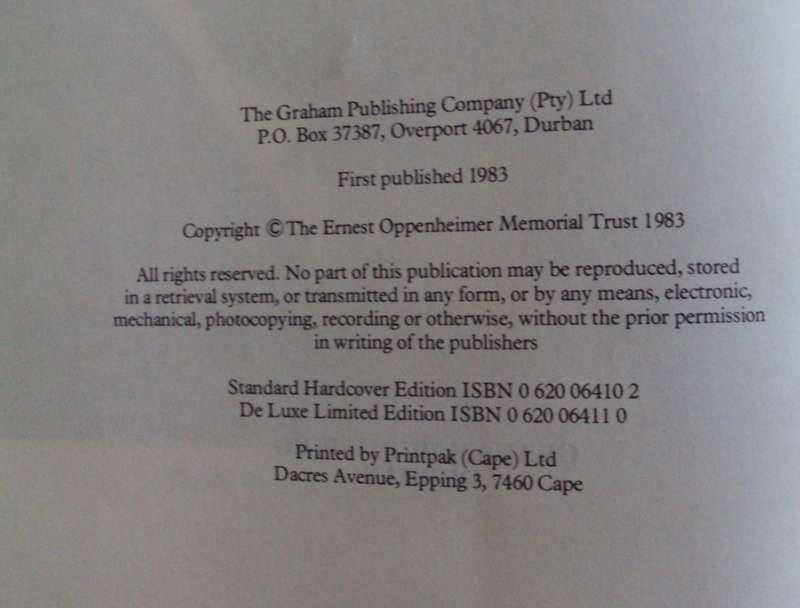 The Graham Publishing Company (Pty) Ltd
P.O. Box 37387, Overport 4067, Durban
First published 1983
Copyright © The Ernest Oppenheimer Memorial Trust 1983
All rights reserved. No part of this publication may be reproduced, stored
in a retrieval system, or transmitted in any form, or by any means, electronic,
mechanical, photocopying, recording or otherwise, without the prior permission
in writing of the publishers
Standard Hardcover Edition ISBN 0 620 06410 2
De Luxe Limited Edition ISBN 0 620 06411 0
Printed by Printpak (Cape) Ltd
Dacres Avenue, Epping 3, 7460 Cape